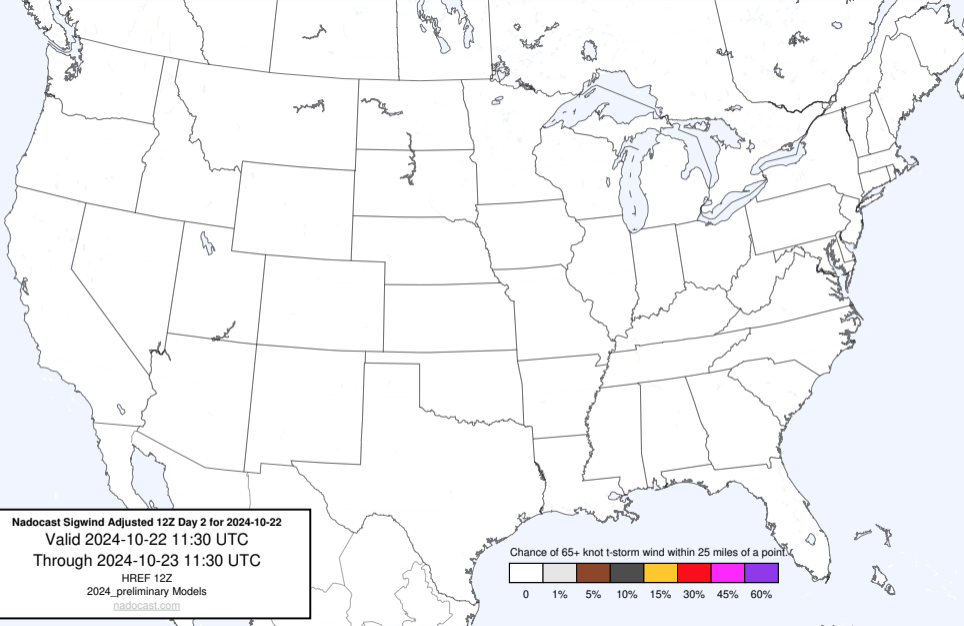 Nadocast Sigwind Adjusted 12Z Day 2 for 2024-10-22
Valid 2024-10-22 11:30 UTC
Through 2024-10-23 11:30 UTC
HREF 12Z
2024_preliminary Models
nadocast.com
Chance of 65+ knot t-storm wind within 25 miles of a point.
0 1% 5% 10% 15% 30% 45% 60%